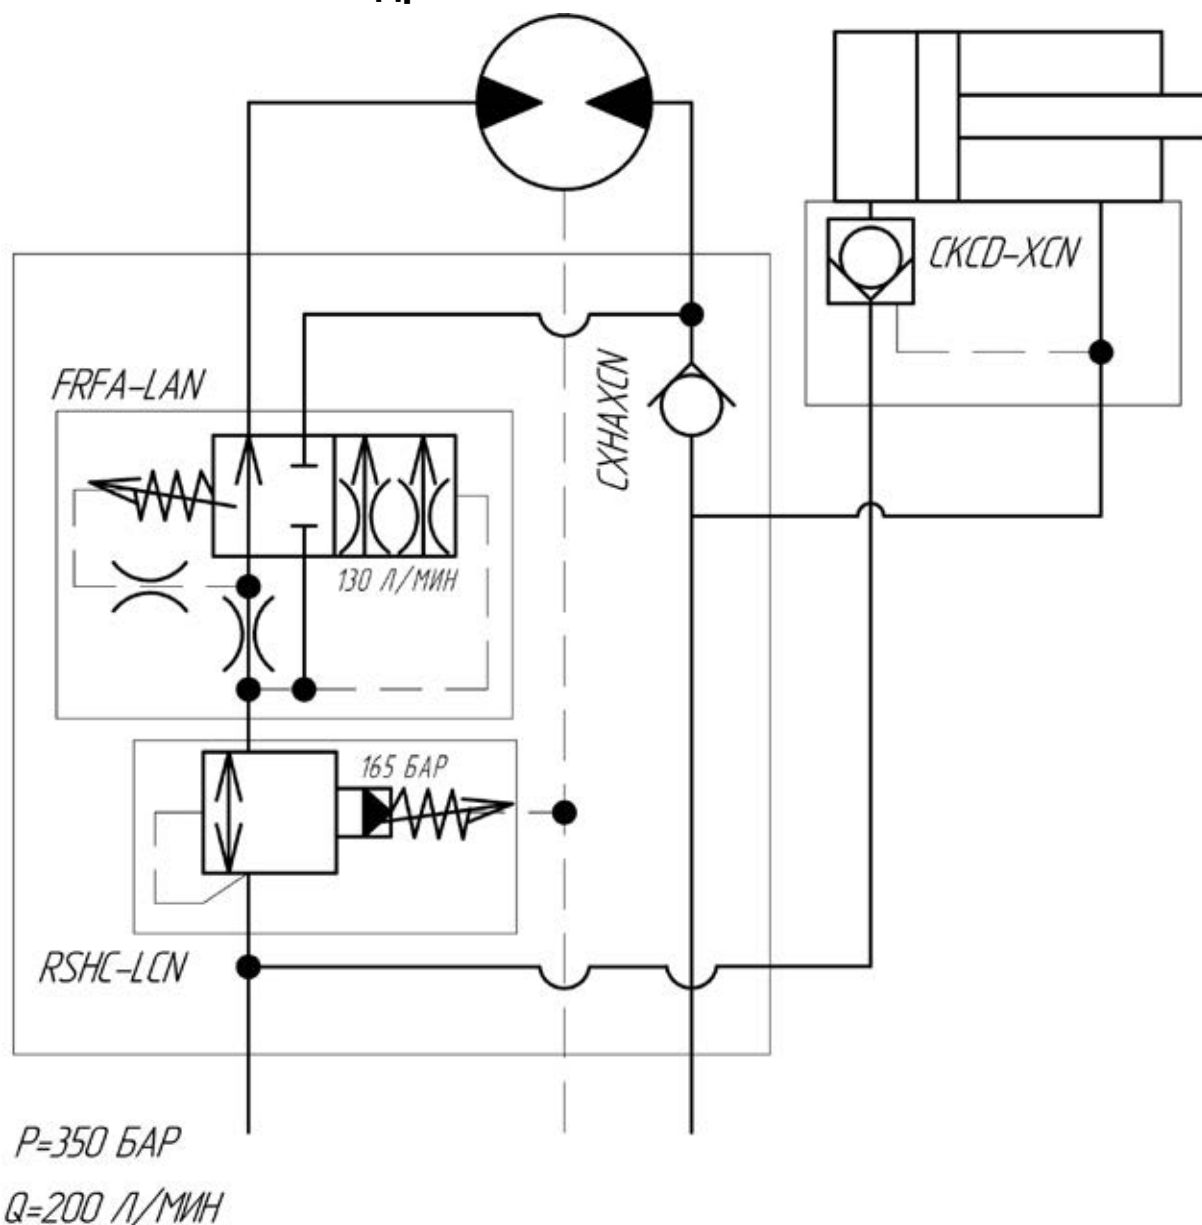 CKCD-XCN
FRFA-LAN
CXHAXCN
130 Л/МИН
165 БАР
RSHC-LCN
P=350 БАР
Q=200 Л/МИН